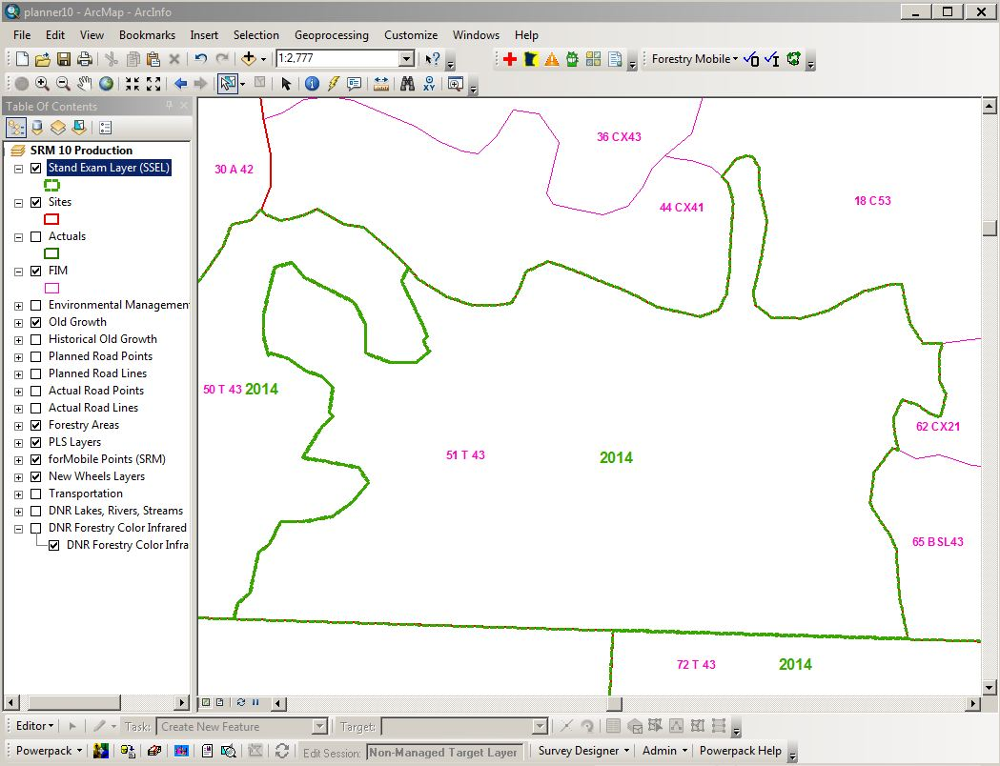 planner10 - ArcMap - ArcInfo
File Edit View Bookmarks Insert Selection Geoprocessing Customize Windows Help
1:2,777
Forestry Mobile
Table Of Contents
SRM 10 Production
Stand Exam Layer (SSEL)
Sites
Actuals
FIM
Environmental Managemen
Old Growth
Historical Old Growth
Planned Road Points
Planned Road Lines
Actual Road Points
Actual Road Lines
Forestry Areas
PLS Layers
forMobile Points (SRM)
New Wheels Layers
Transportation
DNR Lakes, Rivers, Streams
DNR Forestry Color Infrared
DNR Forestry Color Infra
36 CX43
30 A 42
44 CX41
18 C53
50 T 43 2014
62 CX21
51 T 43
2014
65 BSL43
72 T 43
2014
Editor Task: Create New Feature Target:
Powerpack Edit Session: Non-Managed Target Layer Survey Designer Admin Powerpack Help